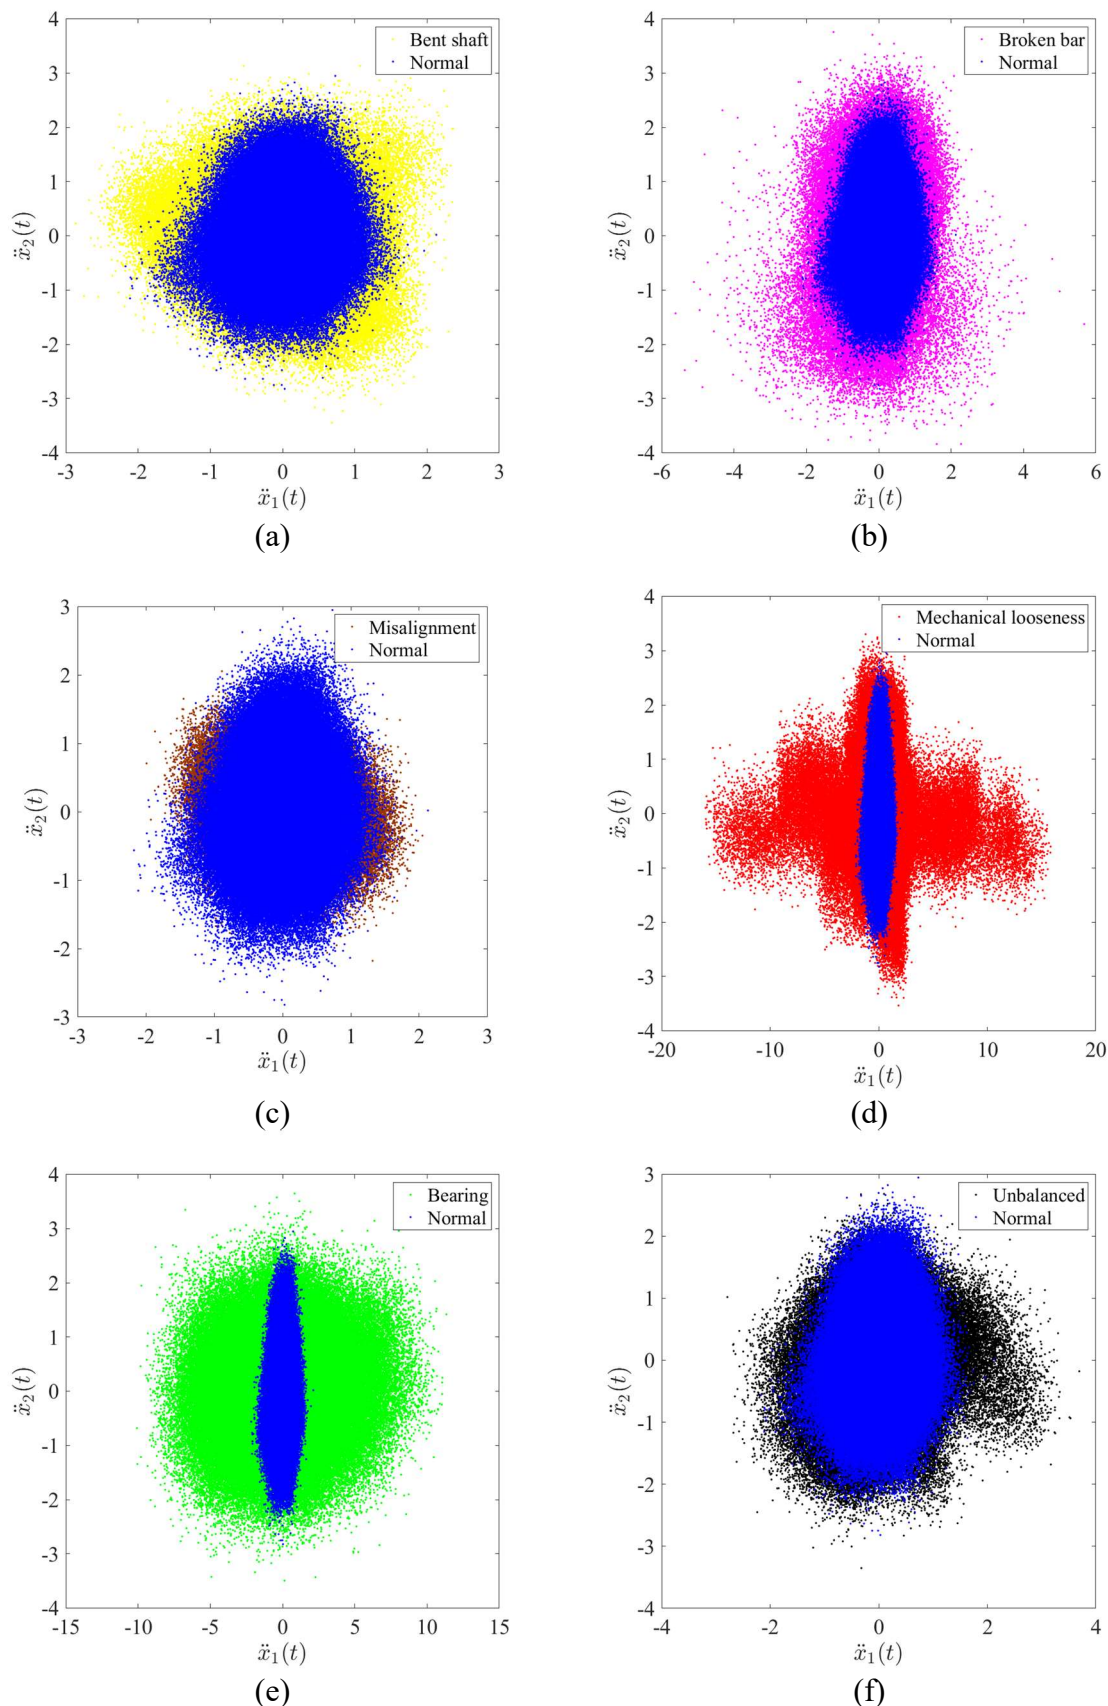 4
3
2
1
0
-1
-2
-3
-4
-3 -2 -1 0 1 2 3
ẍ₂(t)
ẍ₁(t)
Bent shaft
Normal
(a)
4
3
2
1
0
-1
-2
-3
-4
-6 -4 -2 0 2 4 6
ẍ₂(t)
ẍ₁(t)
Broken bar
Normal
(b)
3
2
1
0
-1
-2
-3
-3 -2 -1 0 1 2 3
ẍ₂(t)
ẍ₁(t)
Misalignment
Normal
(c)
4
3
2
1
0
-1
-2
-3
-4
-20 -10 0 10 20
ẍ₂(t)
ẍ₁(t)
Mechanical looseness
Normal
(d)
4
3
2
1
0
-1
-2
-3
-4
-15 -10 -5 0 5 10 15
ẍ₂(t)
ẍ₁(t)
Bearing
Normal
(e)
3
2
1
0
-1
-2
-3
-4
-4 -2 0 2 4
ẍ₂(t)
ẍ₁(t)
Unbalanced
Normal
(f)